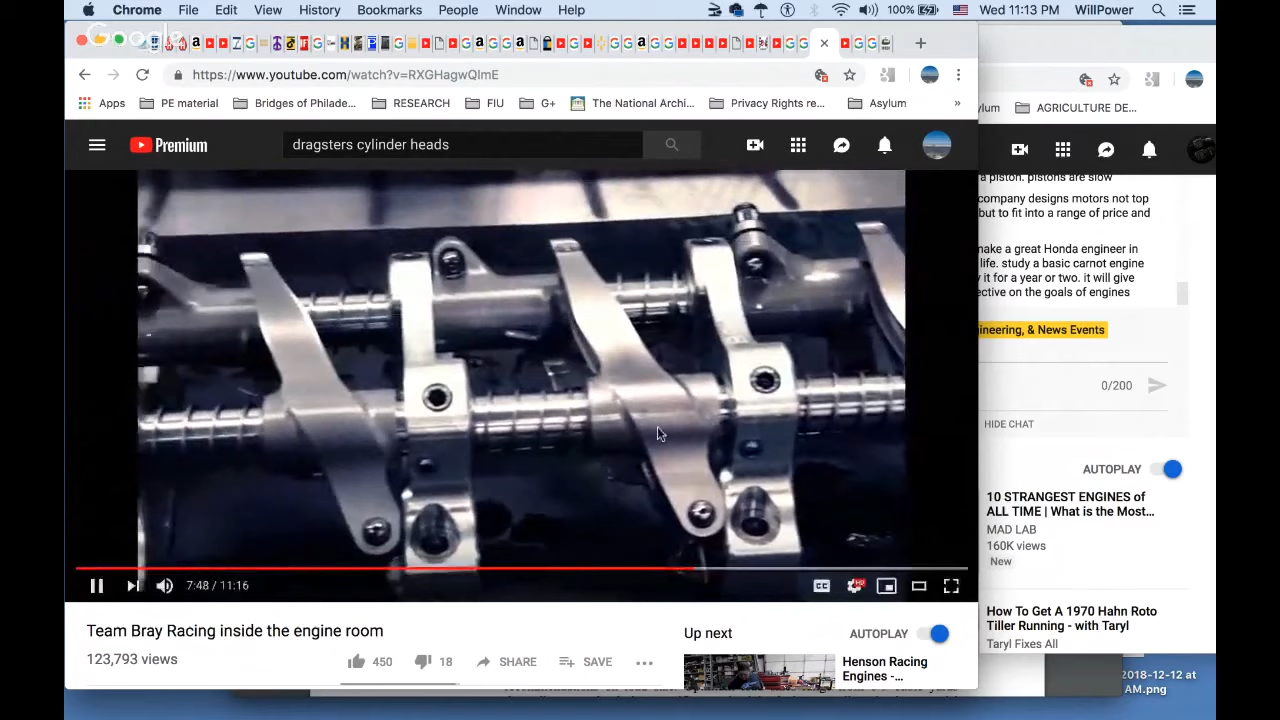 Chrome File Edit View History Bookmarks People Window Help 100% Wed 11:13 PM WillPower
Google
https://www.youtube.com/watch?v=RXGHagwQlmE
Apps PE material Bridges of Philade... RESEARCH FIU G+ The National Archi... Privacy Rights re... Asylum »
ylum AGRICULTURE DE...
Premium
dragsters cylinder heads
a piston. pistons are slow
company designs motors not top
but to fit into a range of price and
make a great Honda engineer in
life. study a basic carnot engine
y it for a year or two. it will give
ective on the goals of engines
ineering, & News Events
0/200
HIDE CHAT
AUTOPLAY
10 STRANGEST ENGINES of
ALL TIME | What is the Most...
MAD LAB
160K views
New
How To Get A 1970 Hahn Roto
Tiller Running - with Taryl
Taryl Fixes All
7:48 / 11:16
CC HD
Team Bray Racing inside the engine room
123,793 views
450 18 SHARE SAVE
Up next AUTOPLAY
Henson Racing
Engines -...
2018-12-12 at
AM.png